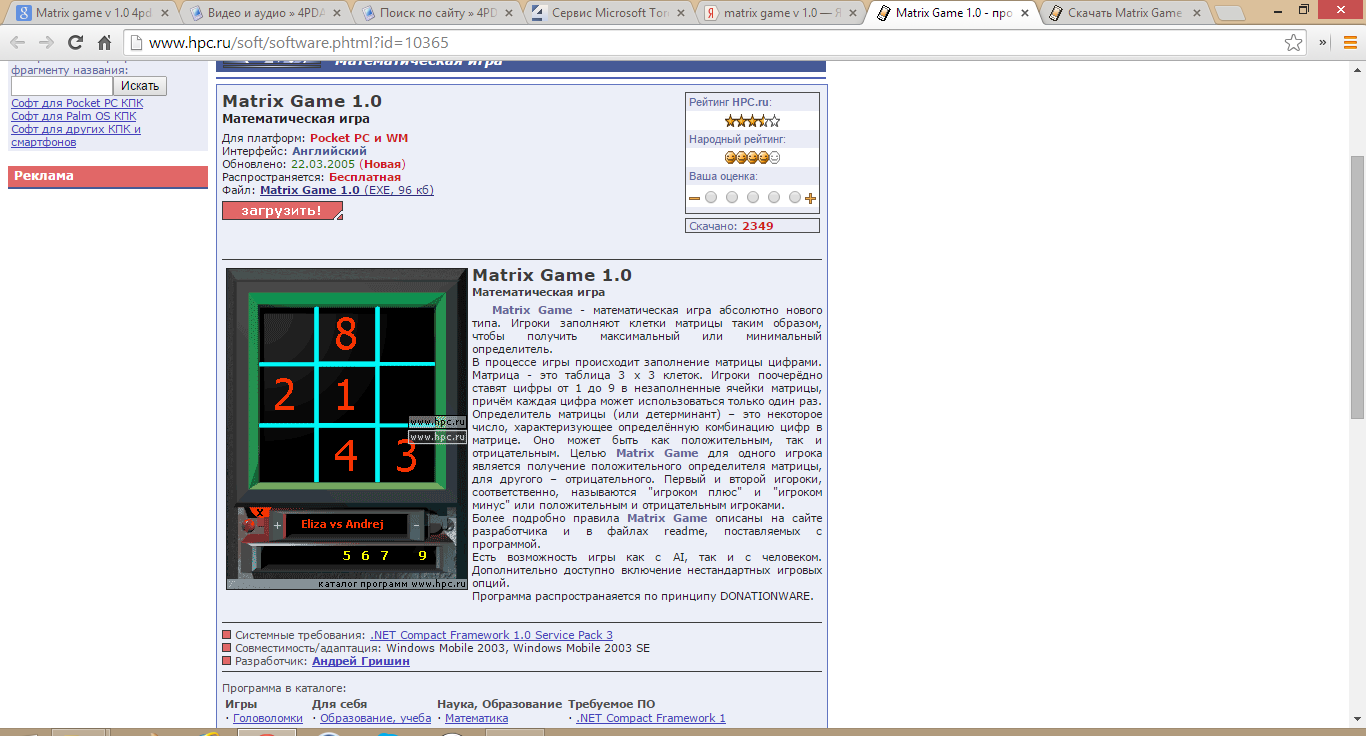 Matrix game v 1.0 4pd
Видео и аудио » 4PDA
Поиск по сайту » 4PD
Сервис Microsoft Tor
matrix game v 1.0 — Я
Matrix Game 1.0 - про
Скачать Matrix Game
www.hpc.ru/soft/software.phtml?id=10365
фрагменту названия:
Искать
Софт для Pocket PC КПК
Софт для Palm OS КПК
Софт для других КПК и
смартфонов
Реклама
Математическая игра
Matrix Game 1.0
Математическая игра
Для платформ: Pocket PC и WM
Интерфейс: Английский
Обновлено: 22.03.2005 (Новая)
Распространяется: Бесплатная
Файл: Matrix Game 1.0 (EXE, 96 кб)
загрузить!
Рейтинг HPC.ru:
Народный рейтинг:
Ваша оценка:
Скачано: 2349
8
2 1
4 3
www.hpc.ru
www.hpc.ru
x
+ Eliza vs Andrej -
5 6 7 9
каталог программ www.hpc.ru
Matrix Game 1.0
Математическая игра
Matrix Game - математическая игра абсолютно нового
типа. Игроки заполняют клетки матрицы таким образом,
чтобы получить максимальный или минимальный
определитель.
В процессе игры происходит заполнение матрицы цифрами.
Матрица - это таблица 3 x 3 клеток. Игроки поочерёдно
ставят цифры от 1 до 9 в незаполненные ячейки матрицы,
причём каждая цифра может использоваться только один раз.
Определитель матрицы (или детерминант) – это некоторое
число, характеризующее определённую комбинацию цифр в
матрице. Оно может быть как положительным, так и
отрицательным. Целью Matrix Game для одного игрока
является получение положительного определителя матрицы,
для другого – отрицательного. Первый и второй игороки,
соответственно, называются "игроком плюс" и "игроком
минус" или положительным и отрицательным игроками.
Более подробно правила Matrix Game описаны на сайте
разработчика и в файлах readme, поставляемых с
программой.
Есть возможность игры как с AI, так и с человеком.
Дополнительно доступно включение нестандартных игровых
опций.
Программа распространаяется по принципу DONATIONWARE.
Системные требования: .NET Compact Framework 1.0 Service Pack 3
Совместимость/адаптация: Windows Mobile 2003, Windows Mobile 2003 SE
Разработчик: Андрей Гришин
Программа в каталоге:
Игры Для себя Наука, Образование Требуемое ПО
· Головоломки · Образование, учеба · Математика · .NET Compact Framework 1